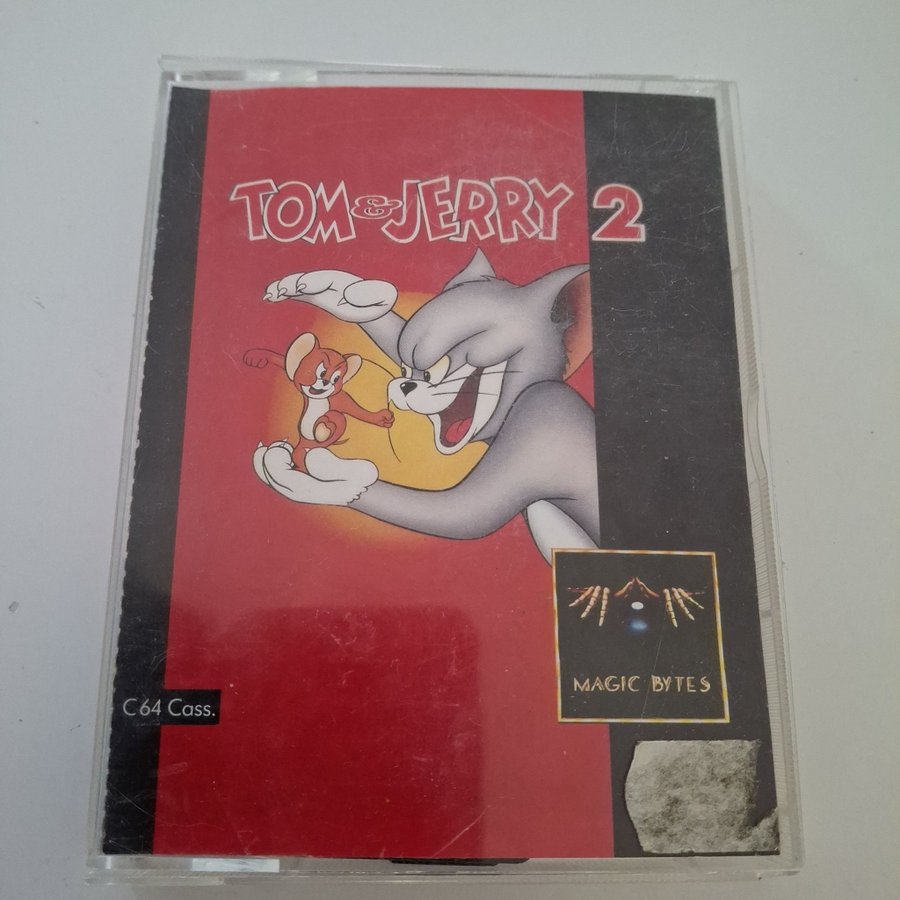 TOM & JERRY 2
MAGIC BYTES
C64 Cass.